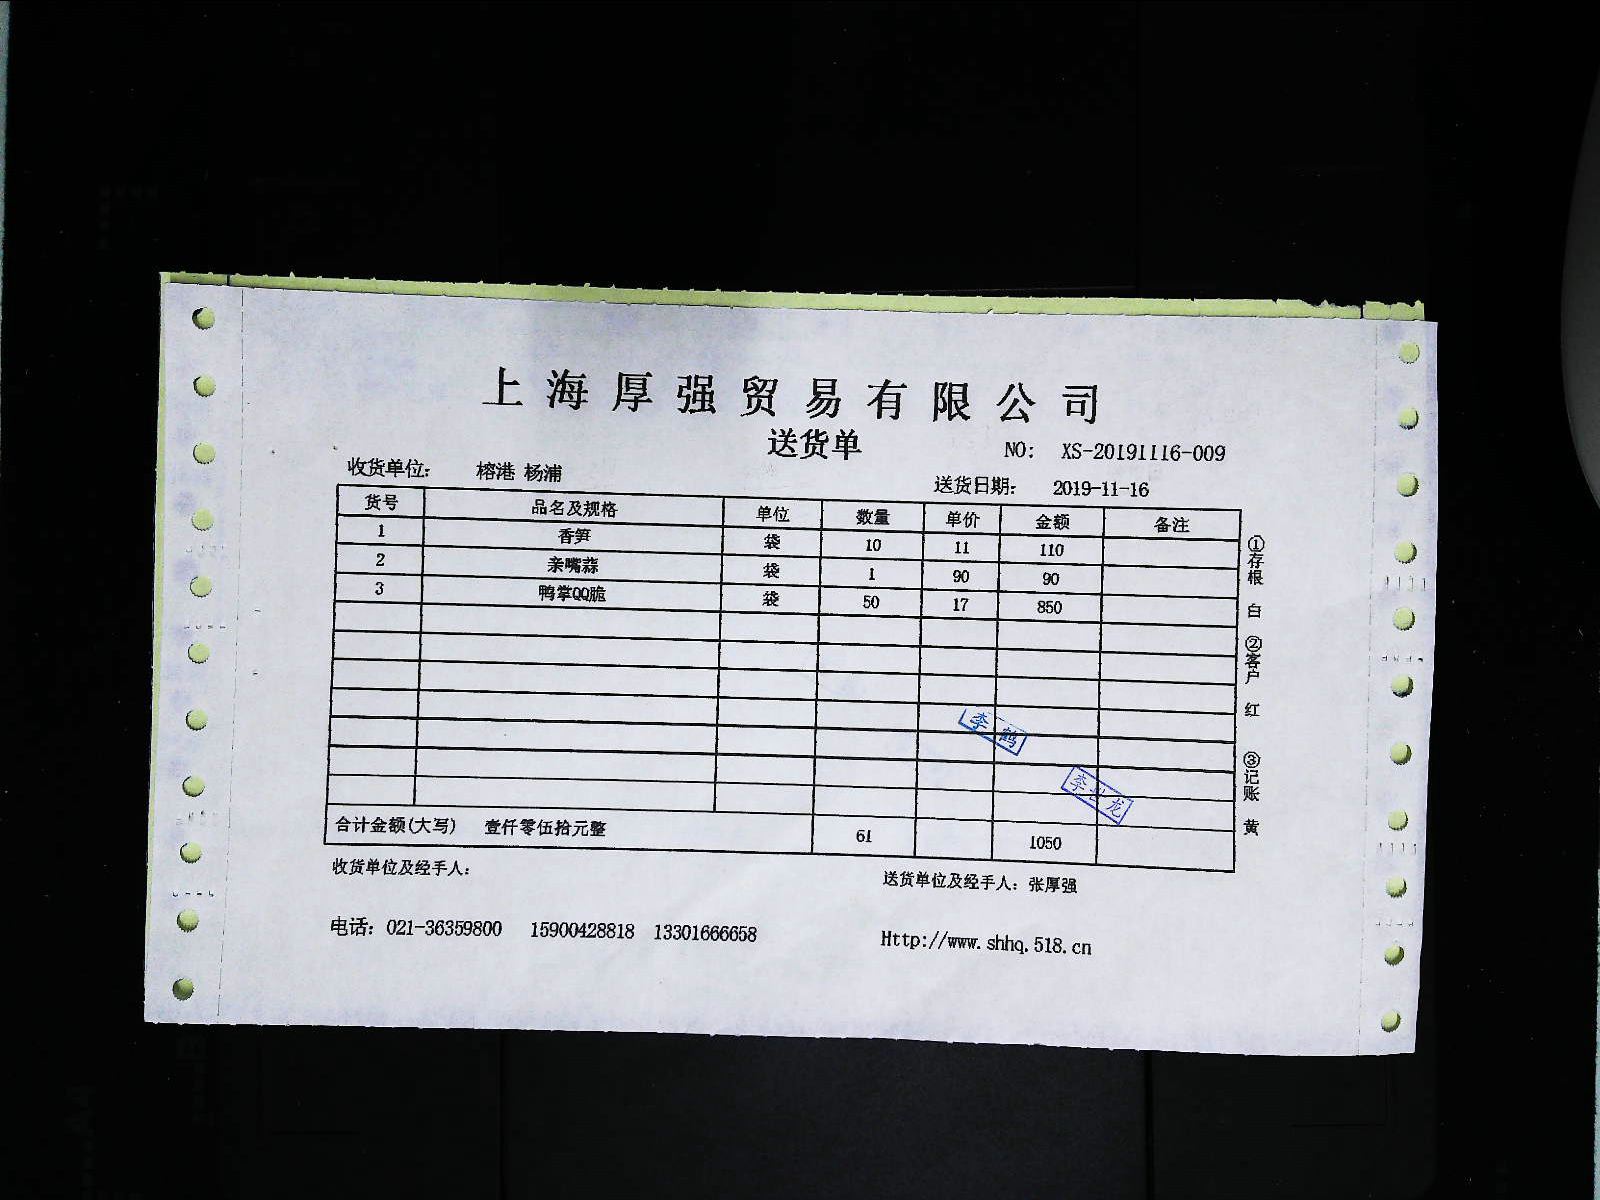 上海厚强贸易有限公司
送货单
NO: XS-20191116-009
收货单位: 榕港 杨浦
送货日期: 2019-11-16
货号 品名及规格 单位 数量 单价 金额 备注
1 香笋 袋 10 11 110
2 亲嘴蒜 袋 1 90 90
3 鸭掌QQ脆 袋 50 17 850
李鹤
李世龙
合计金额(大写) 壹仟零伍拾元整 61 1050
①存根 白 ②客户 红 ③记账 黄
收货单位及经手人:
送货单位及经手人: 张厚强
电话: 021-36359800 15900428818 13301666658
Http://www.shhq.518.cn